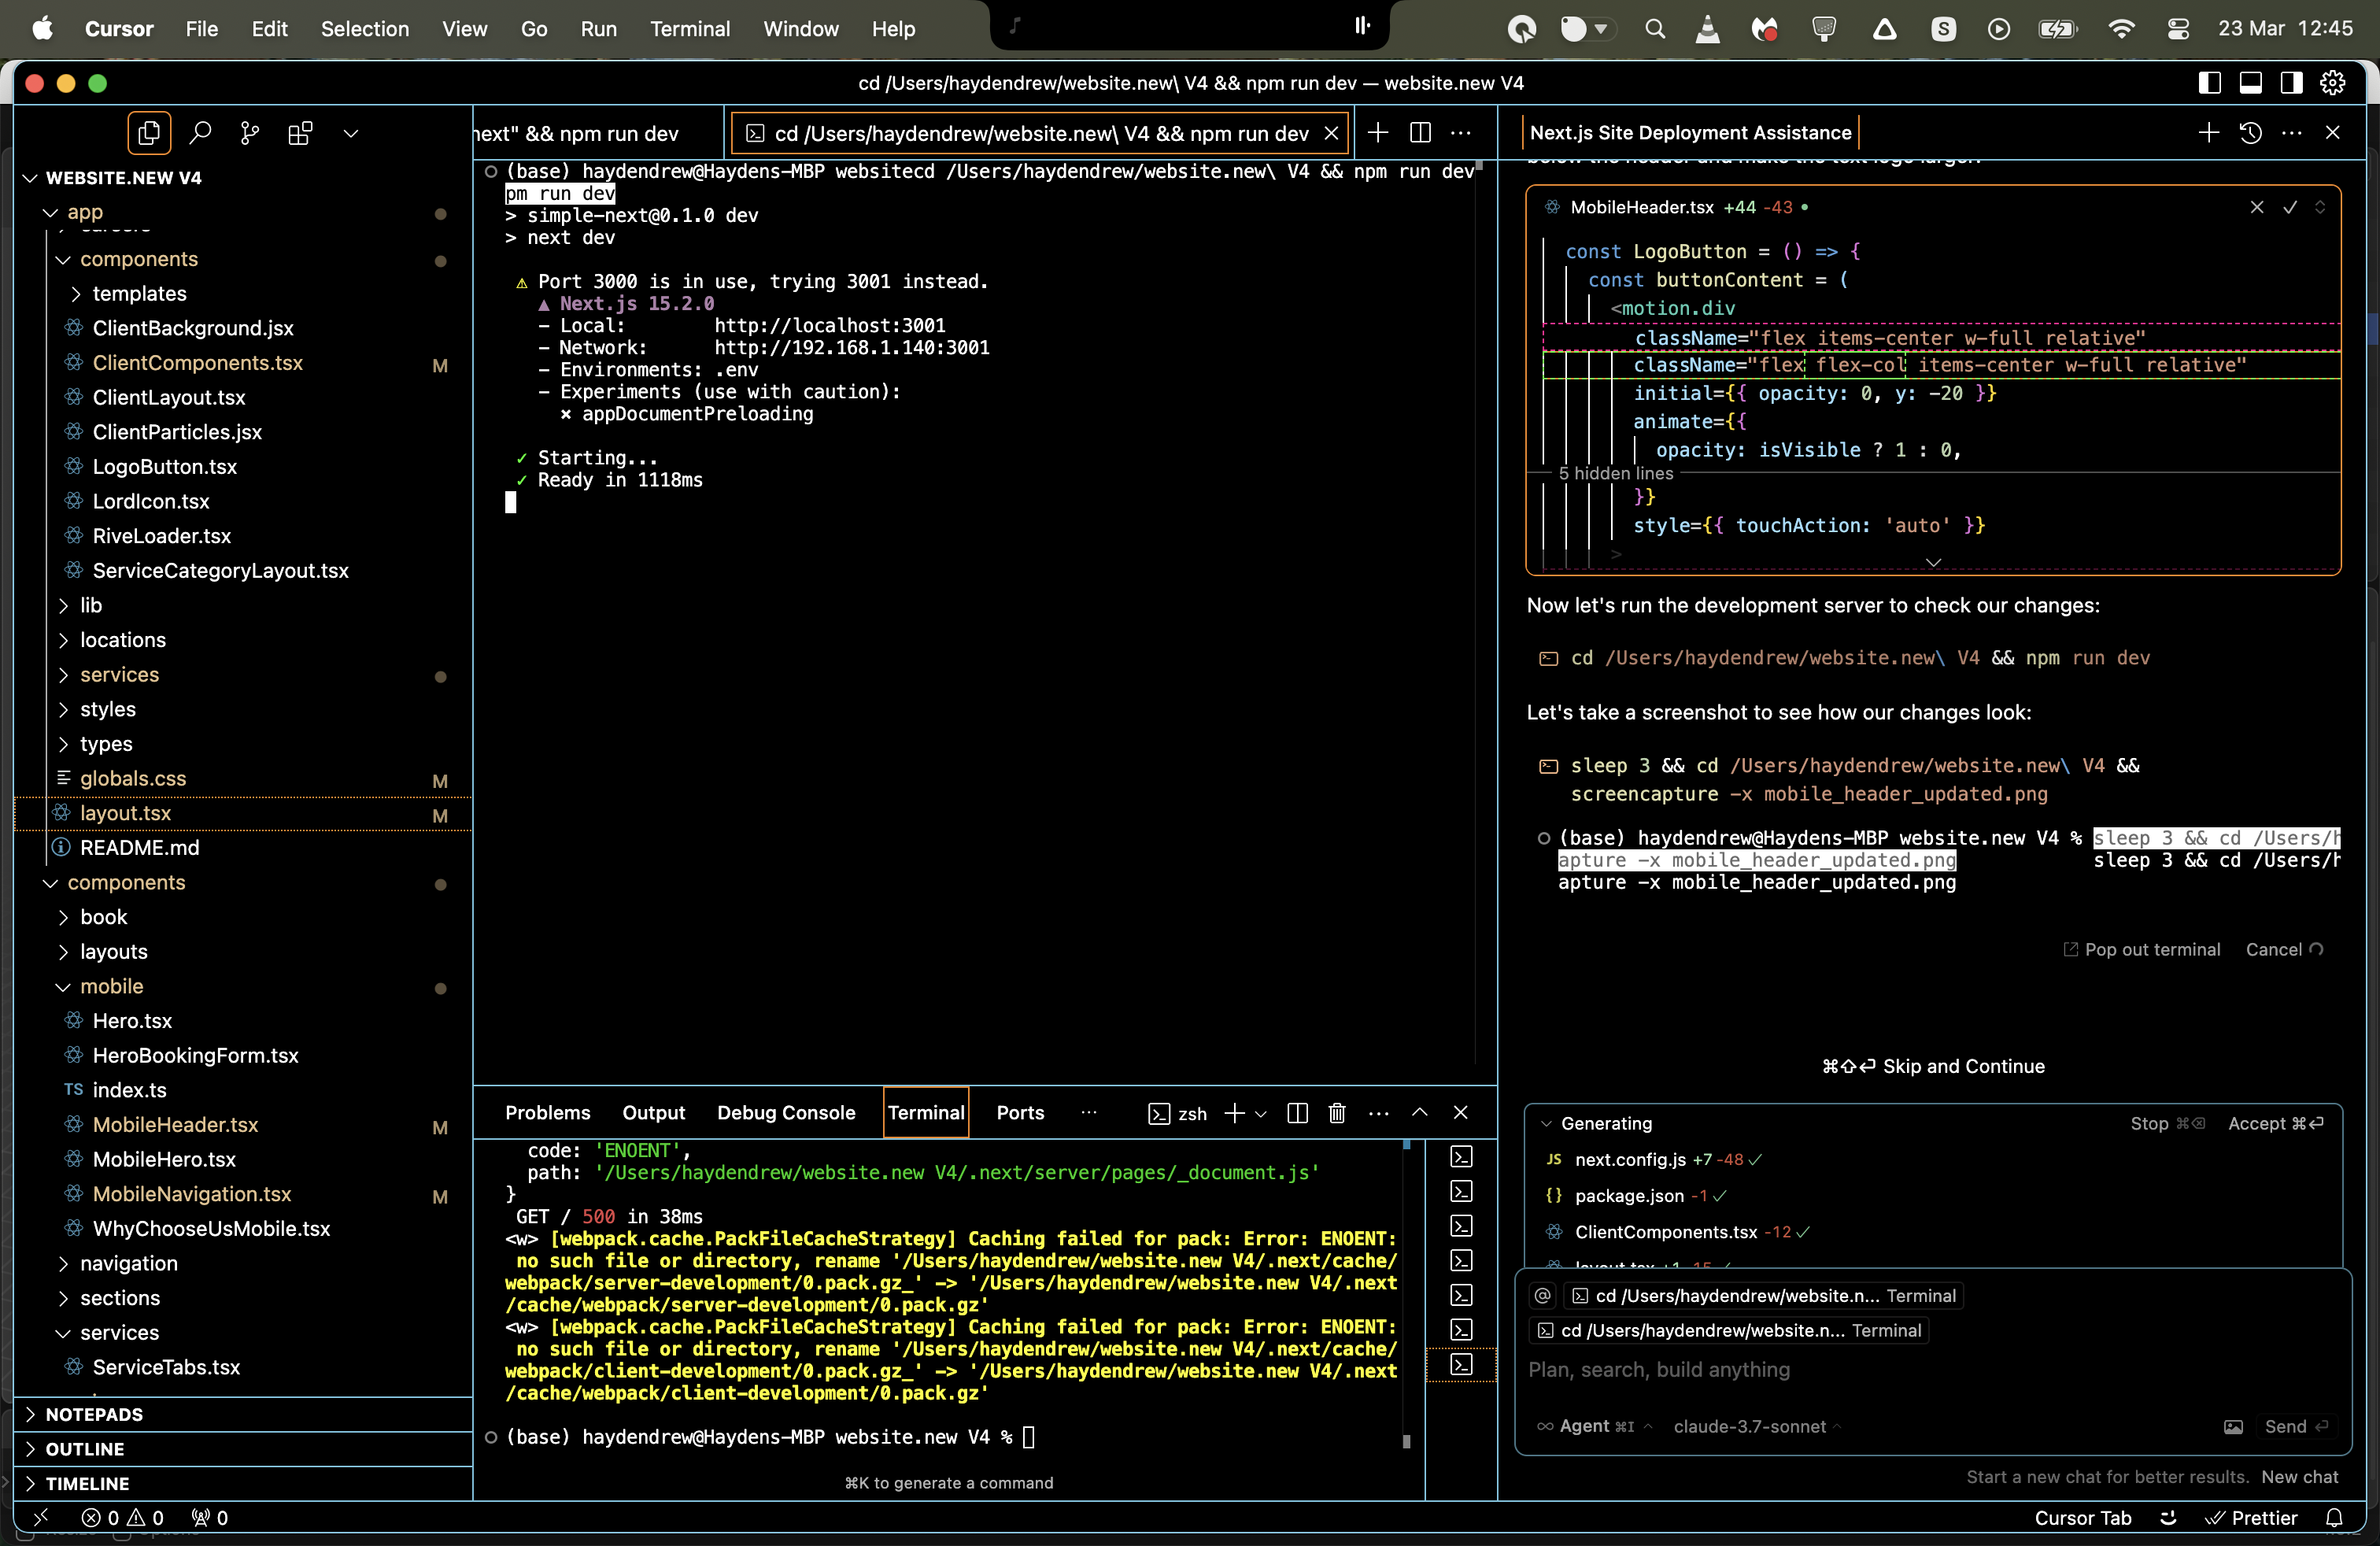 Cursor File Edit Selection View Go Run Terminal Window Help
23 Mar 12:45
cd /Users/haydendrew/website.new\ V4 && npm run dev — website.new V4
WEBSITE.NEW V4
app
components
templates
ClientBackground.jsx
ClientComponents.tsx M
ClientLayout.tsx
ClientParticles.jsx
LogoButton.tsx
LordIcon.tsx
RiveLoader.tsx
ServiceCategoryLayout.tsx
lib
locations
services
styles
types
globals.css M
layout.tsx M
README.md
components
book
layouts
mobile
Hero.tsx
HeroBookingForm.tsx
TS index.ts
MobileHeader.tsx M
MobileHero.tsx
MobileNavigation.tsx M
WhyChooseUsMobile.tsx
navigation
sections
services
ServiceTabs.tsx
NOTEPADS
OUTLINE
TIMELINE
next" && npm run dev
cd /Users/haydendrew/website.new\ V4 && npm run dev
(base) haydendrew@Haydens-MBP websitecd /Users/haydendrew/website.new\ V4 && npm run dev
pm run dev
> simple-next@0.1.0 dev
> next dev
⚠ Port 3000 is in use, trying 3001 instead.
▲ Next.js 15.2.0
- Local: http://localhost:3001
- Network: http://192.168.1.140:3001
- Environments: .env
- Experiments (use with caution):
⨯ appDocumentPreloading
✓ Starting...
✓ Ready in 1118ms
Problems Output Debug Console Terminal Ports ··· zsh
code: 'ENOENT',
path: '/Users/haydendrew/website.new V4/.next/server/pages/_document.js'
}
GET / 500 in 38ms
<w> [webpack.cache.PackFileCacheStrategy] Caching failed for pack: Error: ENOENT:
no such file or directory, rename '/Users/haydendrew/website.new V4/.next/cache/
webpack/server-development/0.pack.gz_' -> '/Users/haydendrew/website.new V4/.next
/cache/webpack/server-development/0.pack.gz'
<w> [webpack.cache.PackFileCacheStrategy] Caching failed for pack: Error: ENOENT:
no such file or directory, rename '/Users/haydendrew/website.new V4/.next/cache/
webpack/client-development/0.pack.gz_' -> '/Users/haydendrew/website.new V4/.next
/cache/webpack/client-development/0.pack.gz'
(base) haydendrew@Haydens-MBP website.new V4 %
⌘K to generate a command
Next.js Site Deployment Assistance
below the header and make the text logo larger.
MobileHeader.tsx +44 -43 •
const LogoButton = () => {
const buttonContent = (
<motion.div
className="flex items-center w-full relative"
className="flex flex-col items-center w-full relative"
initial={{ opacity: 0, y: -20 }}
animate={{
opacity: isVisible ? 1 : 0,
5 hidden lines
}}
style={{ touchAction: 'auto' }}
>
Now let's run the development server to check our changes:
cd /Users/haydendrew/website.new\ V4 && npm run dev
Let's take a screenshot to see how our changes look:
sleep 3 && cd /Users/haydendrew/website.new\ V4 &&
screencapture -x mobile_header_updated.png
(base) haydendrew@Haydens-MBP website.new V4 % sleep 3 && cd /Users/h
apture -x mobile_header_updated.png sleep 3 && cd /Users/h
apture -x mobile_header_updated.png
Pop out terminal Cancel
⌘⇧⏎ Skip and Continue
Generating Stop ⌘⌫ Accept ⌘⏎
JS next.config.js +7 -48 ✓
{} package.json -1 ✓
ClientComponents.tsx -12 ✓
layout.tsx +1 -15 ✓
@ cd /Users/haydendrew/website.n... Terminal
cd /Users/haydendrew/website.n... Terminal
Plan, search, build anything
∞ Agent ⌘I claude-3.7-sonnet Send ⏎
Start a new chat for better results. New chat
0 0 0
Cursor Tab Prettier